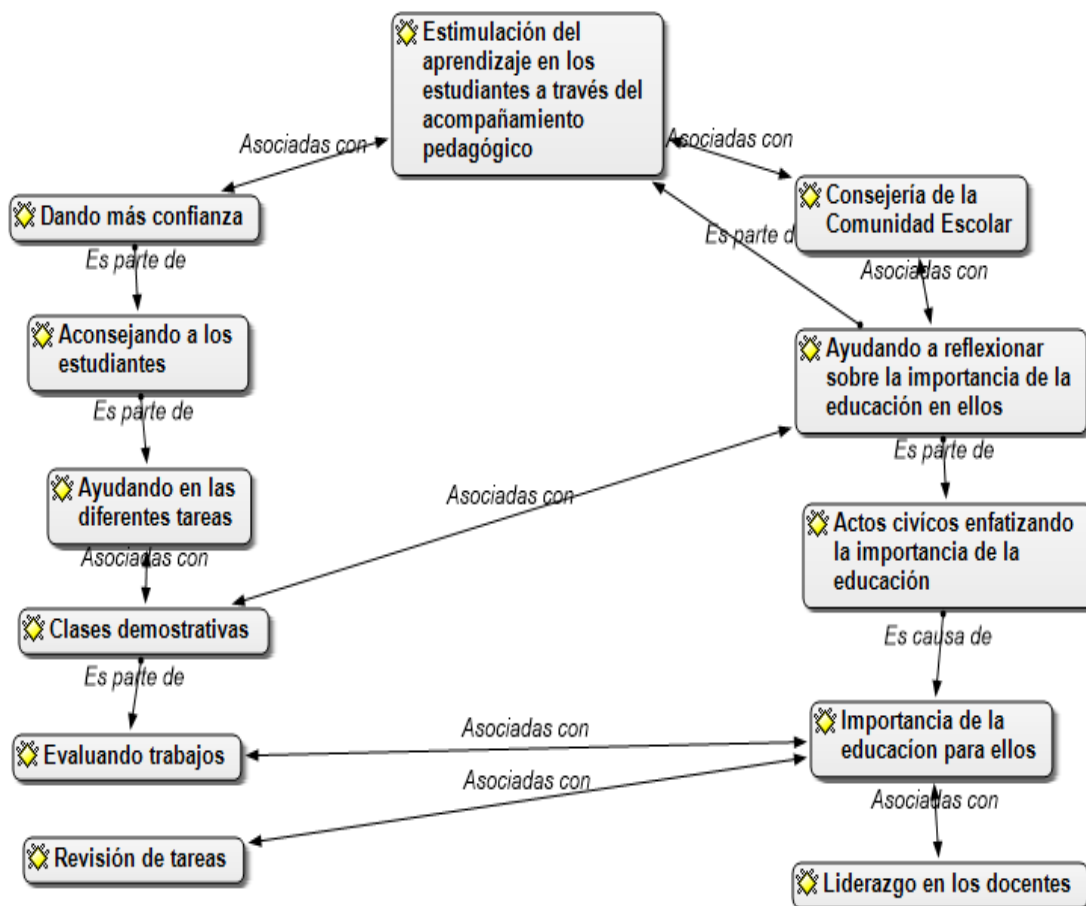 Estimulación del
aprendizaje en los
estudiantes a través del
acompañamiento
pedagógico
Asociadas con
Asociadas con
Dando más confianza
Consejería de la
Comunidad Escolar
Es parte de
Es parte d
Asociadas con
Aconsejando a los
estudiantes
Ayudando a reflexionar
sobre la importancia de la
educación en ellos
Es parte de
Es parte de
Asociadas con
Ayudando en las
diferentes tareas
Actos civícos enfatizando
la importancia de la
educación
Asociadas con
Clases demostrativas
Es causa de
Es parte de
Importancia de la
educacíon para ellos
Asociadas con
Evaluando trabajos
Asociadas con
Asociadas con
Revisión de tareas
Liderazgo en los docentes